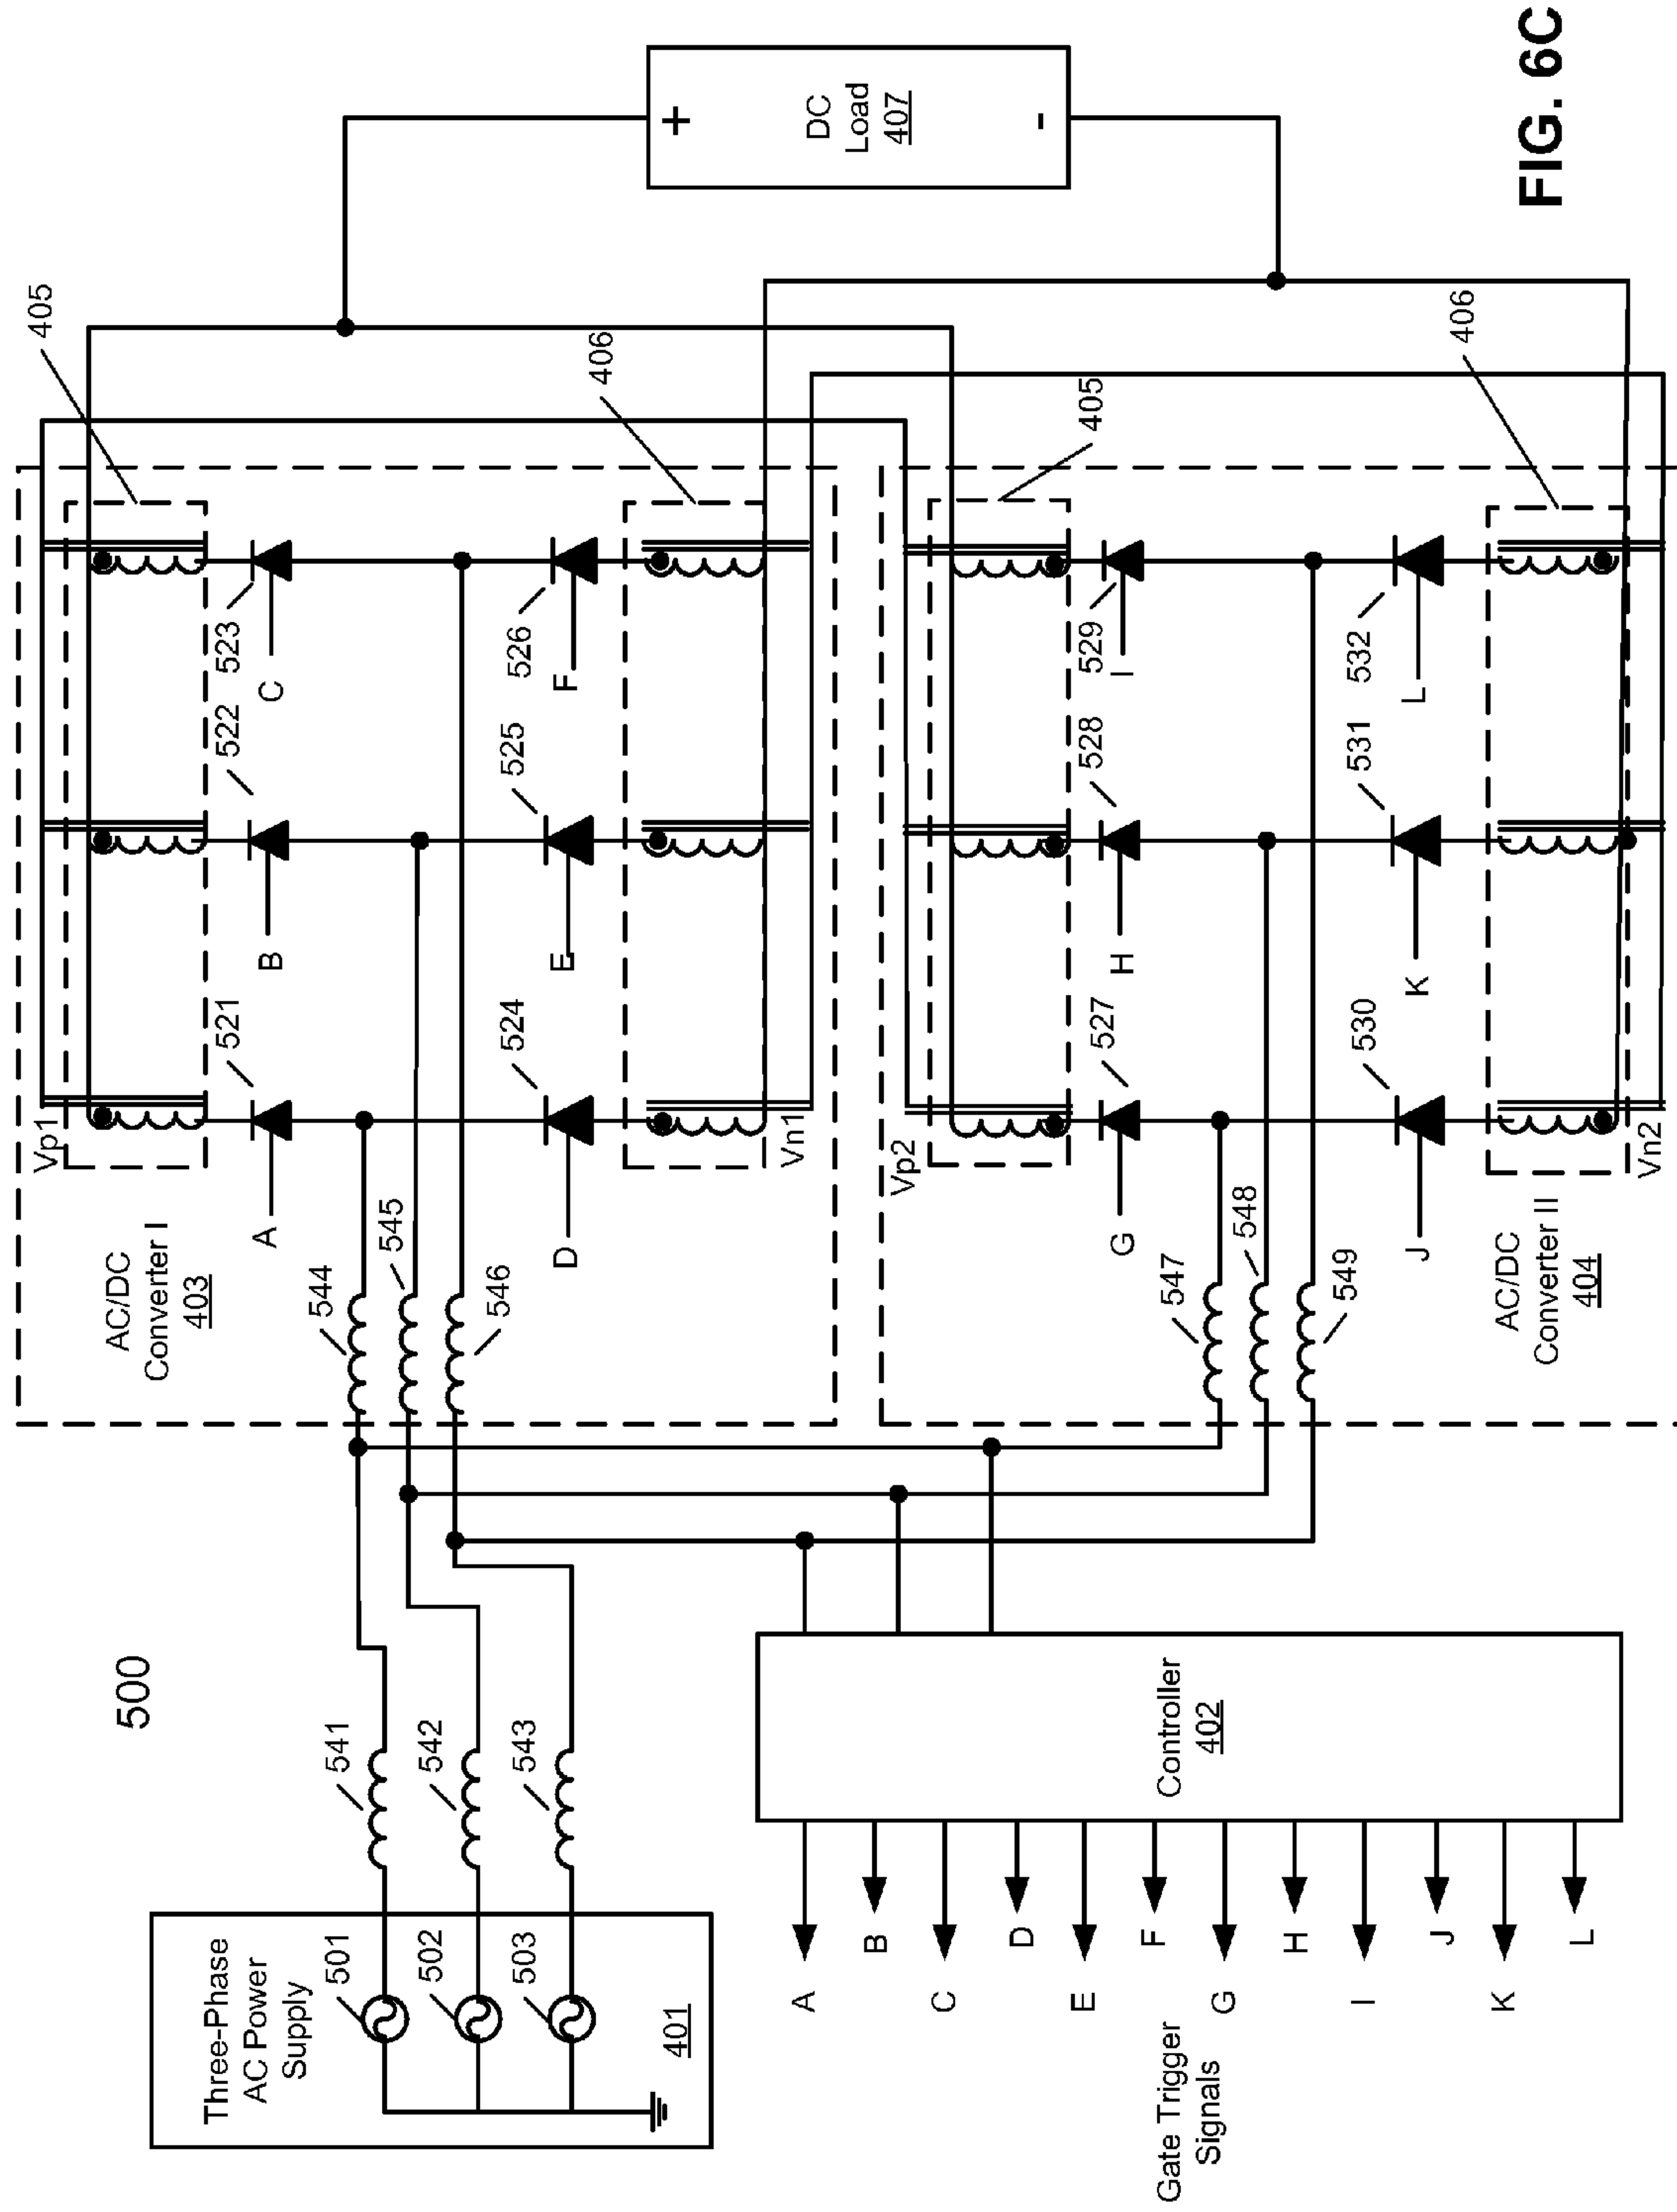 500
Three-Phase
AC Power
Supply
501
502
503
401
541
542
543
AC/DC
Converter I
403
544
545
546
Vp1
Vn1
A
B
C
521
522
523
D
E
F
524
525
526
405
406
AC/DC
Converter II
404
547
548
549
Vp2
Vn2
G
H
I
527
528
529
J
K
L
530
531
532
405
406
+
DC
Load
407
-
Controller
402
Gate Trigger
Signals
A
B
C
D
E
F
G
H
I
J
K
L
FIG. 6C